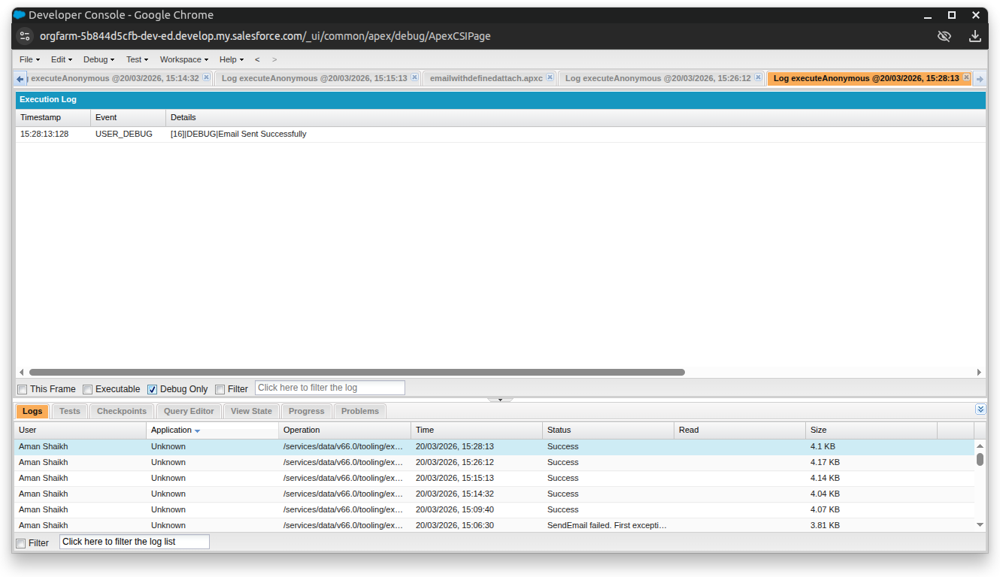 Developer Console - Google Chrome
orgfarm-5b844d5cfb-dev-ed.develop.my.salesforce.com/_ui/common/apex/debug/ApexCSIPage
File Edit Debug Test Workspace Help < >
executeAnonymous @20/03/2026, 15:14:32 Log executeAnonymous @20/03/2026, 15:15:13 emailwithdefinedattach.apxc Log executeAnonymous @20/03/2026, 15:26:12 Log executeAnonymous @20/03/2026, 15:28:13
Execution Log
Timestamp Event Details
15:28:13:128 USER_DEBUG [16]|DEBUG|Email Sent Successfully
This Frame Executable Debug Only Filter Click here to filter the log
Logs Tests Checkpoints Query Editor View State Progress Problems
User Application Operation Time Status Read Size
Aman Shaikh Unknown /services/data/v66.0/tooling/ex... 20/03/2026, 15:28:13 Success 4.1 KB
Aman Shaikh Unknown /services/data/v66.0/tooling/ex... 20/03/2026, 15:26:12 Success 4.17 KB
Aman Shaikh Unknown /services/data/v66.0/tooling/ex... 20/03/2026, 15:15:13 Success 4.14 KB
Aman Shaikh Unknown /services/data/v66.0/tooling/ex... 20/03/2026, 15:14:32 Success 4.04 KB
Aman Shaikh Unknown /services/data/v66.0/tooling/ex... 20/03/2026, 15:09:40 Success 4.07 KB
Aman Shaikh Unknown /services/data/v66.0/tooling/ex... 20/03/2026, 15:06:30 SendEmail failed. First excepti... 3.81 KB
Filter Click here to filter the log list